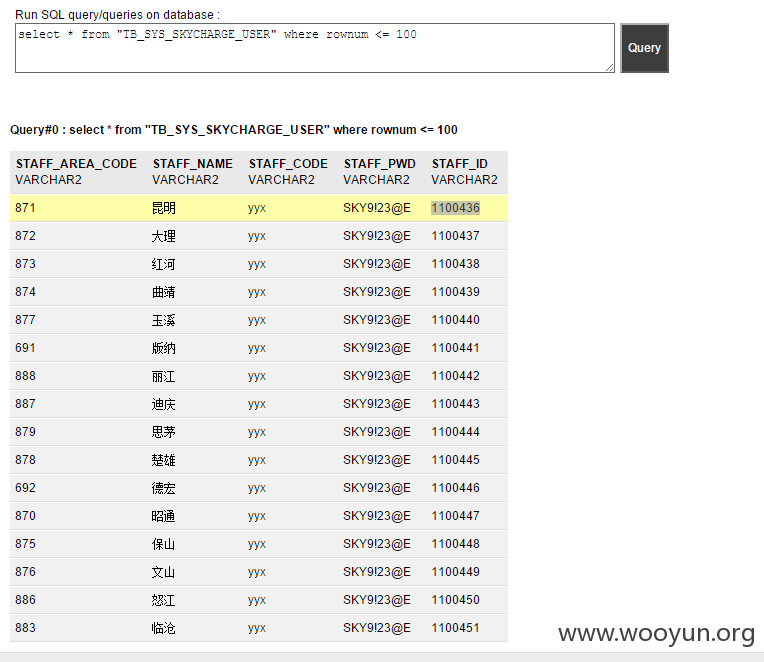 Run SQL query/queries on database :
select * from "TB_SYS_SKYCHARGE_USER" where rownum <= 100
Query
Query#0 : select * from "TB_SYS_SKYCHARGE_USER" where rownum <= 100
STAFF_AREA_CODE STAFF_NAME STAFF_CODE STAFF_PWD STAFF_ID
VARCHAR2 VARCHAR2 VARCHAR2 VARCHAR2 VARCHAR2
871 昆明 yyx SKY9!23@E 1100436
872 大理 yyx SKY9!23@E 1100437
873 红河 yyx SKY9!23@E 1100438
874 曲靖 yyx SKY9!23@E 1100439
877 玉溪 yyx SKY9!23@E 1100440
691 版纳 yyx SKY9!23@E 1100441
888 丽江 yyx SKY9!23@E 1100442
887 迪庆 yyx SKY9!23@E 1100443
879 思茅 yyx SKY9!23@E 1100444
878 楚雄 yyx SKY9!23@E 1100445
692 德宏 yyx SKY9!23@E 1100446
870 昭通 yyx SKY9!23@E 1100447
875 保山 yyx SKY9!23@E 1100448
876 文山 yyx SKY9!23@E 1100449
886 怒江 yyx SKY9!23@E 1100450
883 临沧 yyx SKY9!23@E 1100451
www.wooyun.org